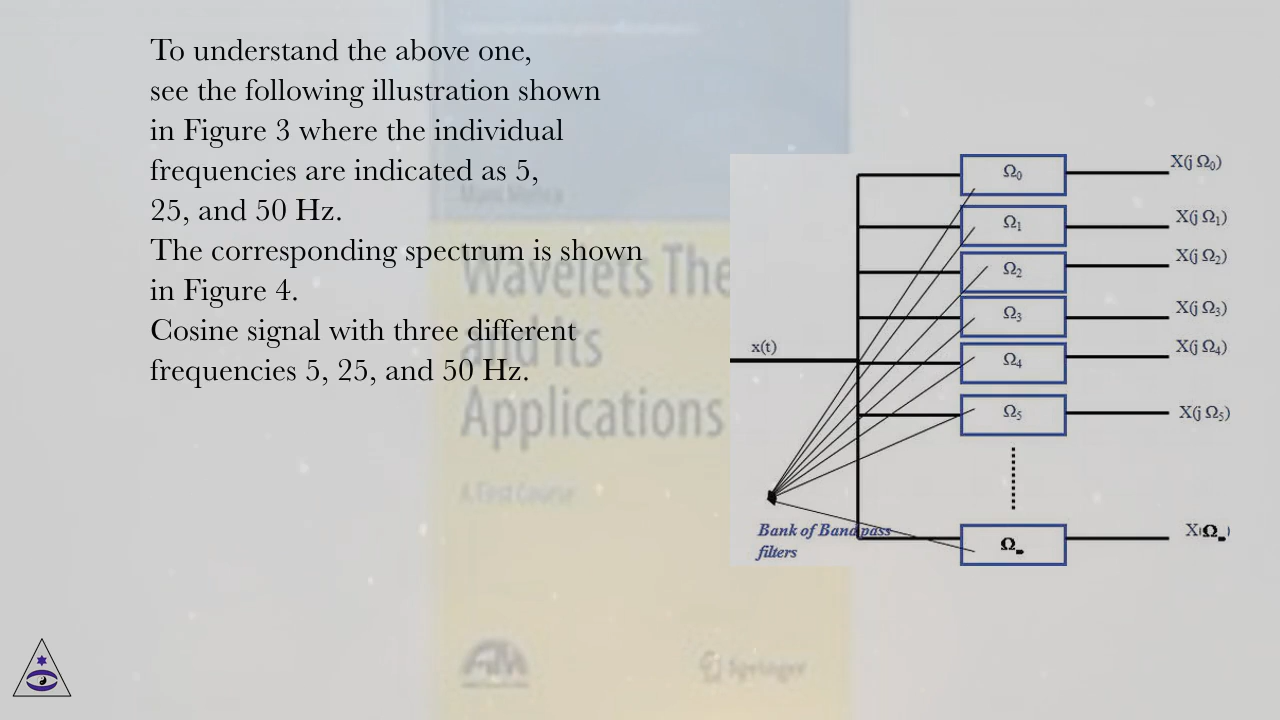 To understand the above one,
see the following illustration shown
in Figure 3 where the individual
frequencies are indicated as 5,
25, and 50 Hz.
The corresponding spectrum is shown
in Figure 4.
Cosine signal with three different
frequencies 5, 25, and 50 Hz.
Wavelets The
and Its
Applications
A First Course
Springer
x(t)
Ω₀ X(j Ω₀)
Ω₁ X(j Ω₁)
Ω₂ X(j Ω₂)
Ω₃ X(j Ω₃)
Ω₄ X(j Ω₄)
Ω₅ X(j Ω₅)
Bank of Band pass
filters